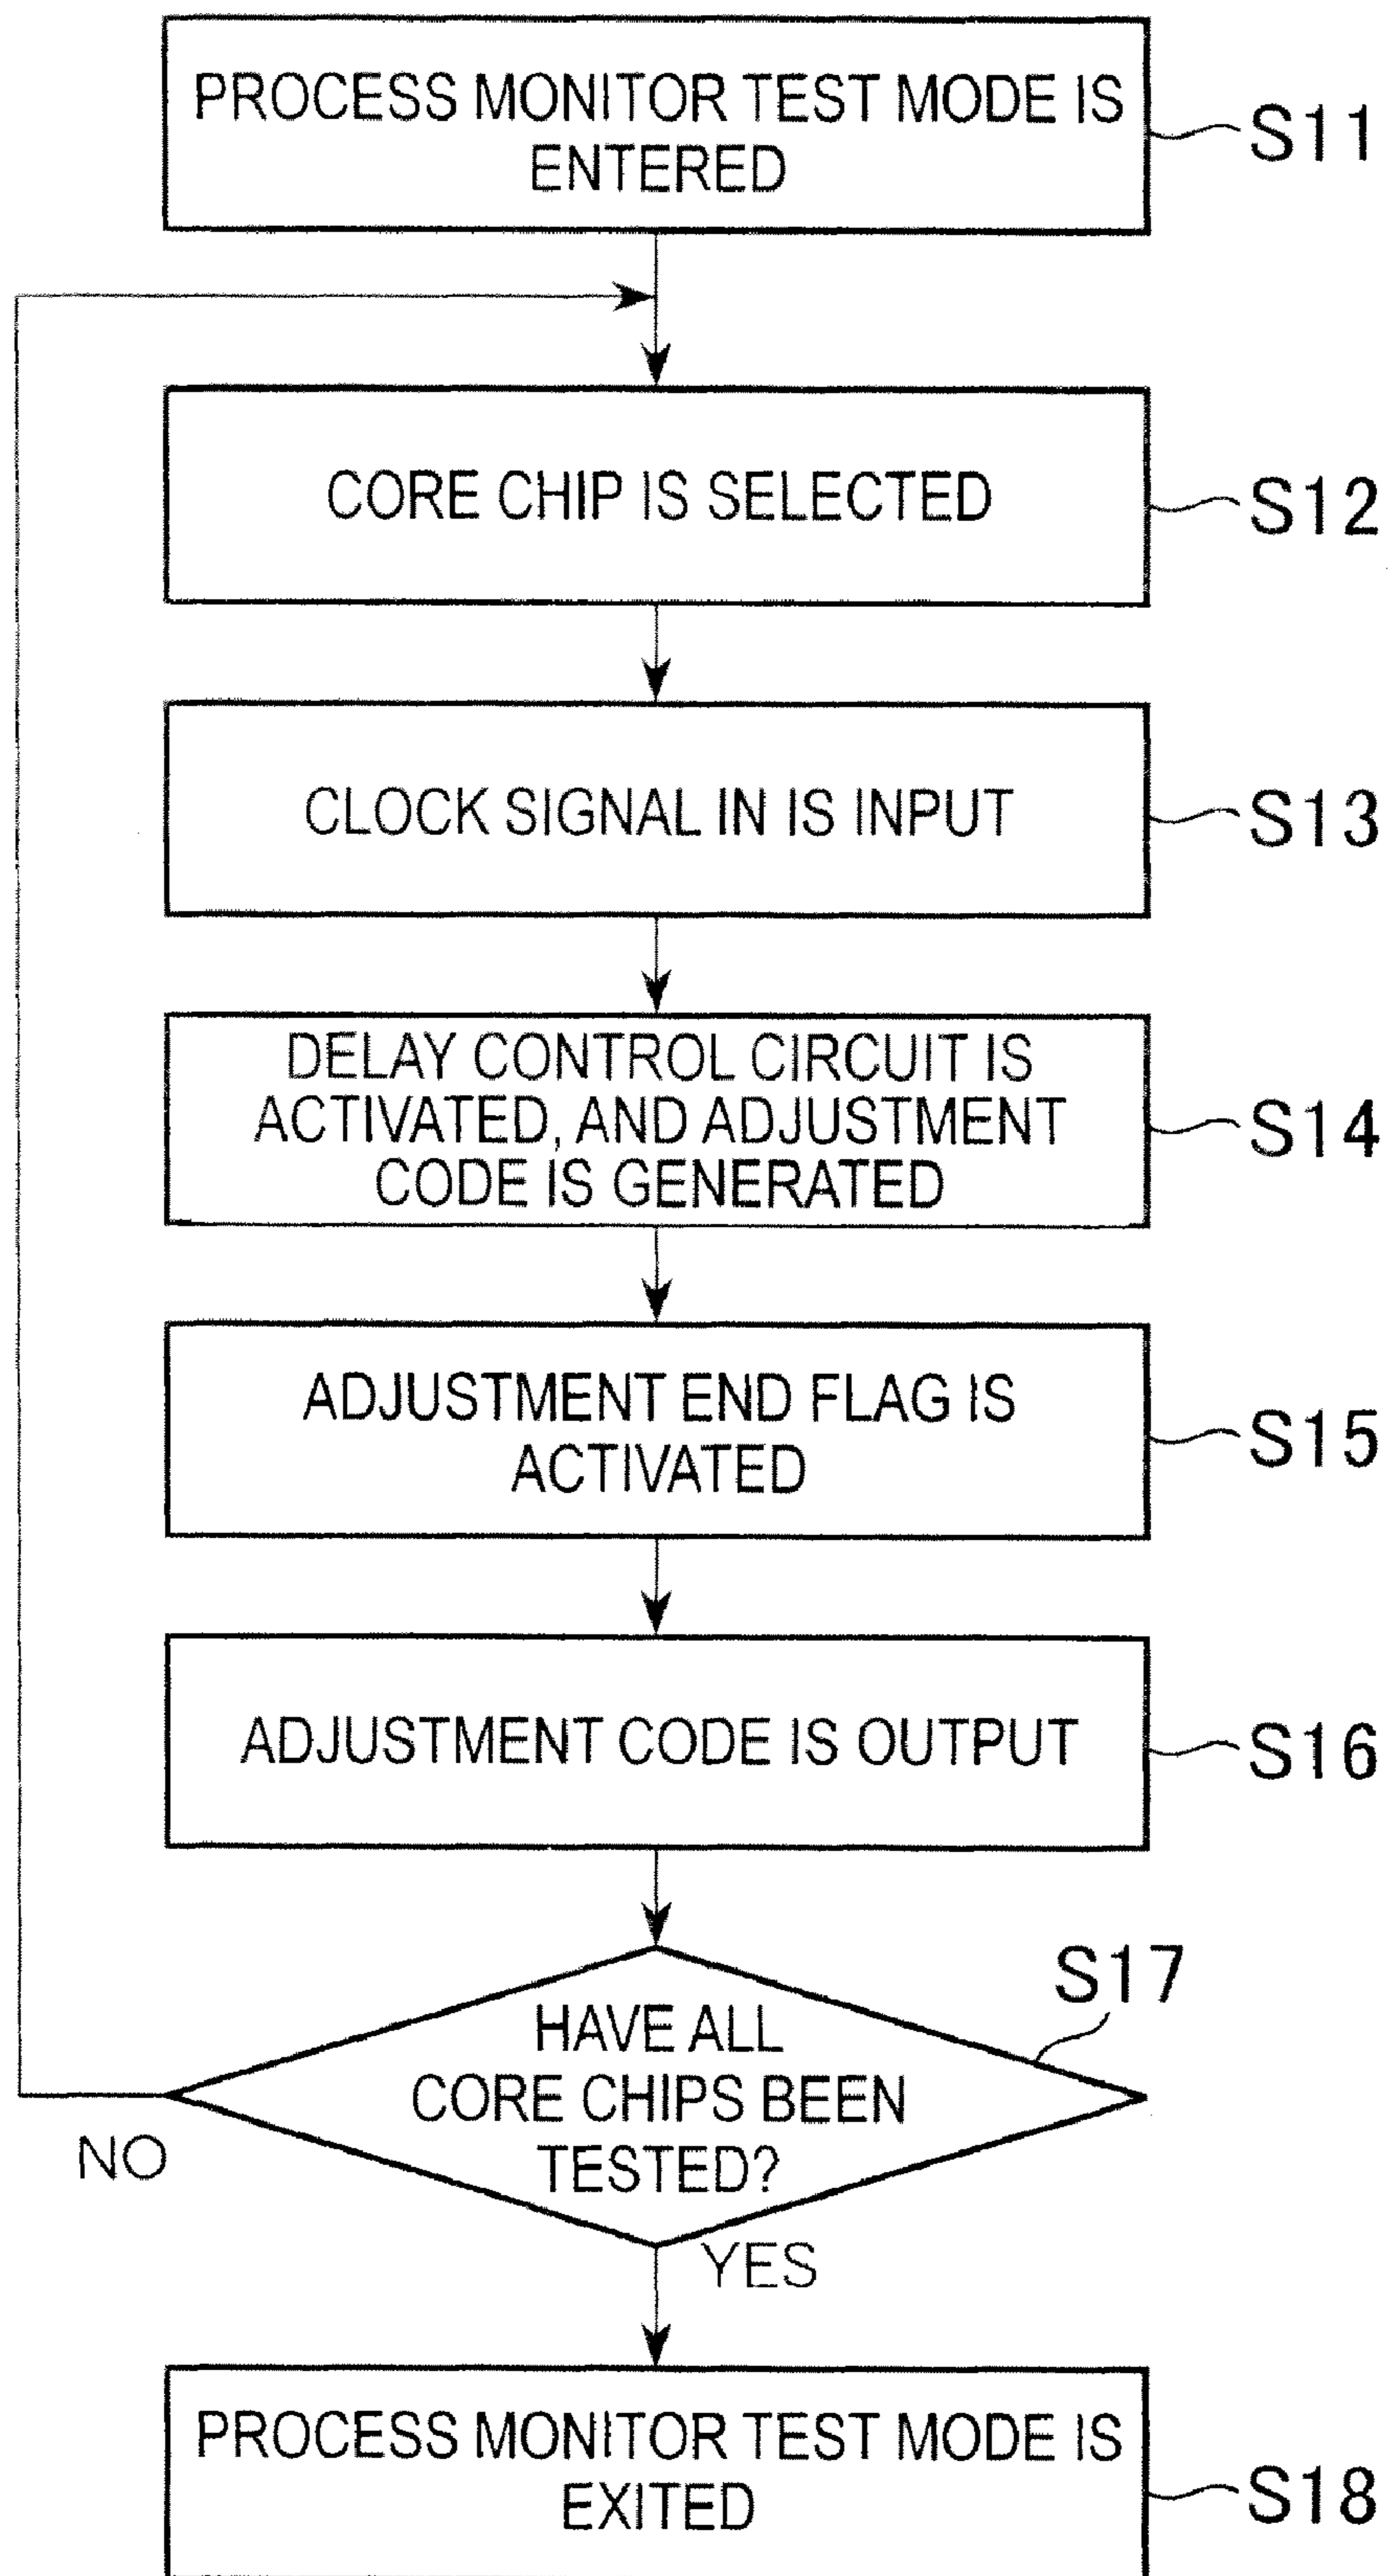 PROCESS MONITOR TEST MODE IS
ENTERED
S11
CORE CHIP IS SELECTED
S12
CLOCK SIGNAL IN IS INPUT
S13
DELAY CONTROL CIRCUIT IS
ACTIVATED, AND ADJUSTMENT
CODE IS GENERATED
S14
ADJUSTMENT END FLAG IS
ACTIVATED
S15
ADJUSTMENT CODE IS OUTPUT
S16
S17
HAVE ALL
CORE CHIPS BEEN
TESTED?
NO
YES
PROCESS MONITOR TEST MODE IS
EXITED
S18